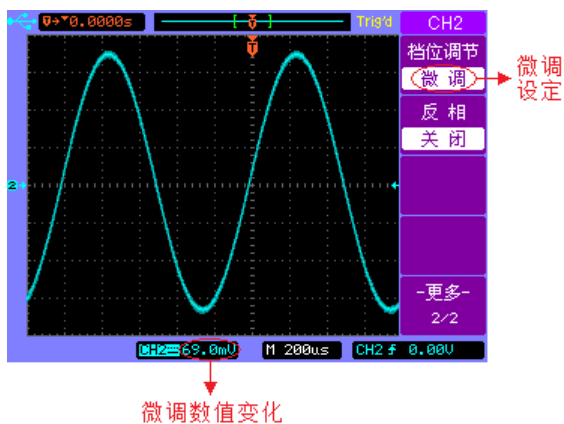 0.0000s
Trig'd
CH2
档位调节
微 调
微调
设定
反 相
关 闭
2
-更多-
2/2
CH2 69.0mV
M 200us
CH2 0.00V
微调数值变化